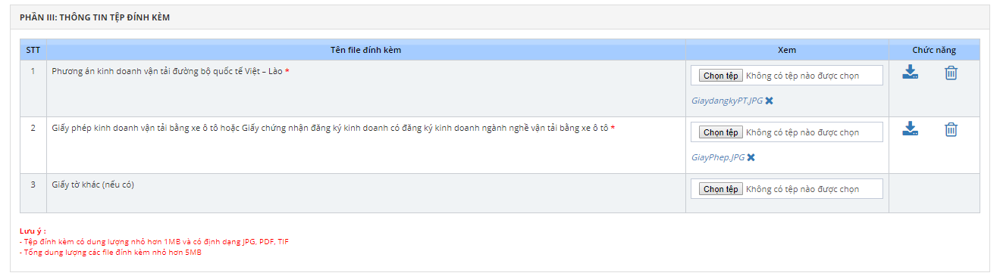 PHẦN III: THÔNG TIN TỆP ĐÍNH KÈM
STT Tên file đính kèm Xem Chức năng
1 Phương án kinh doanh vận tải đường bộ quốc tế Việt – Lào * Chọn tệp Không có tệp nào được chọn
GiaydangkyPT.JPG
2 Giấy phép kinh doanh vận tải bằng xe ô tô hoặc Giấy chứng nhận đăng ký kinh doanh có đăng ký kinh doanh ngành nghề vận tải bằng xe ô tô * Chọn tệp Không có tệp nào được chọn
GiayPhep.JPG
3 Giấy tờ khác (nếu có) Chọn tệp Không có tệp nào được chọn
Lưu ý :
- Tệp đính kèm có dung lượng nhỏ hơn 1MB và có định dạng JPG, PDF, TIF
- Tổng dung lượng các file đính kèm nhỏ hơn 5MB